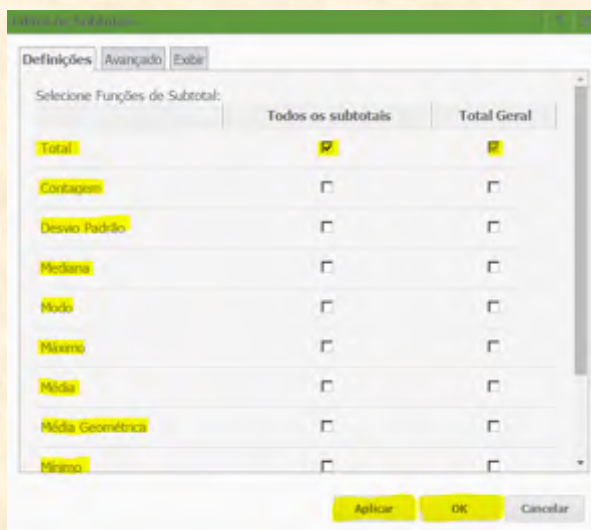 Definições Avançado Exibir
Selecione Funções de Subtotal:
Todos os subtotais Total Geral
Total
Contagem
Desvio Padrão
Mediana
Modo
Máximo
Média
Média Geométrica
Mínimo
Aplicar OK Cancelar